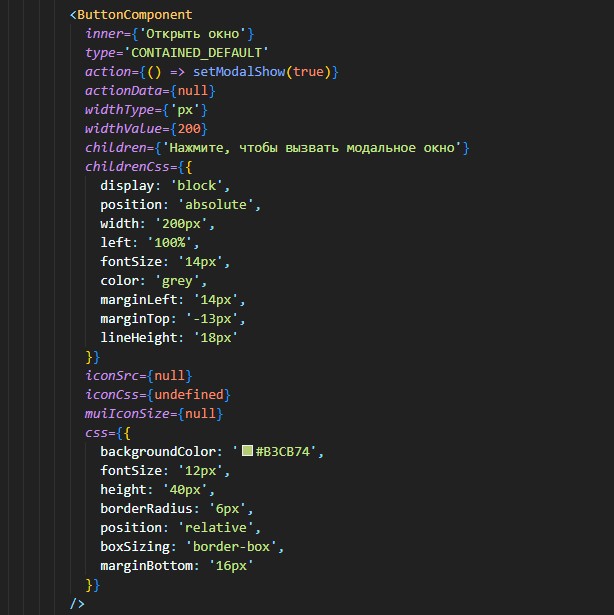 <ButtonComponent
inner={'Открыть окно'}
type='CONTAINED_DEFAULT'
action={() => setModalShow(true)}
actionData={null}
widthType={'px'}
widthValue={200}
children={'Нажмите, чтобы вызвать модальное окно'}
childrenCss={{
display: 'block',
position: 'absolute',
width: '200px',
left: '100%',
fontSize: '14px',
color: 'grey',
marginLeft: '14px',
marginTop: '-13px',
lineHeight: '18px'
}}
iconSrc={null}
iconCss={undefined}
muiIconSize={null}
css={{
backgroundColor: '#B3CB74',
fontSize: '12px',
height: '40px',
borderRadius: '6px',
position: 'relative',
boxSizing: 'border-box',
marginBottom: '16px'
}}
/>